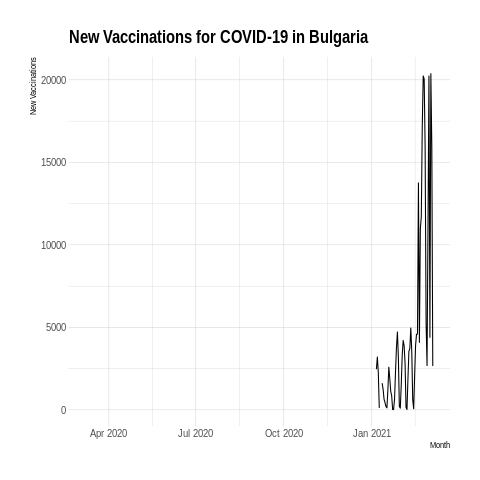 New Vaccinations for COVID-19 in Bulgaria
New Vaccinations
20000
15000
10000
5000
0
Apr 2020 Jul 2020 Oct 2020 Jan 2021
Month